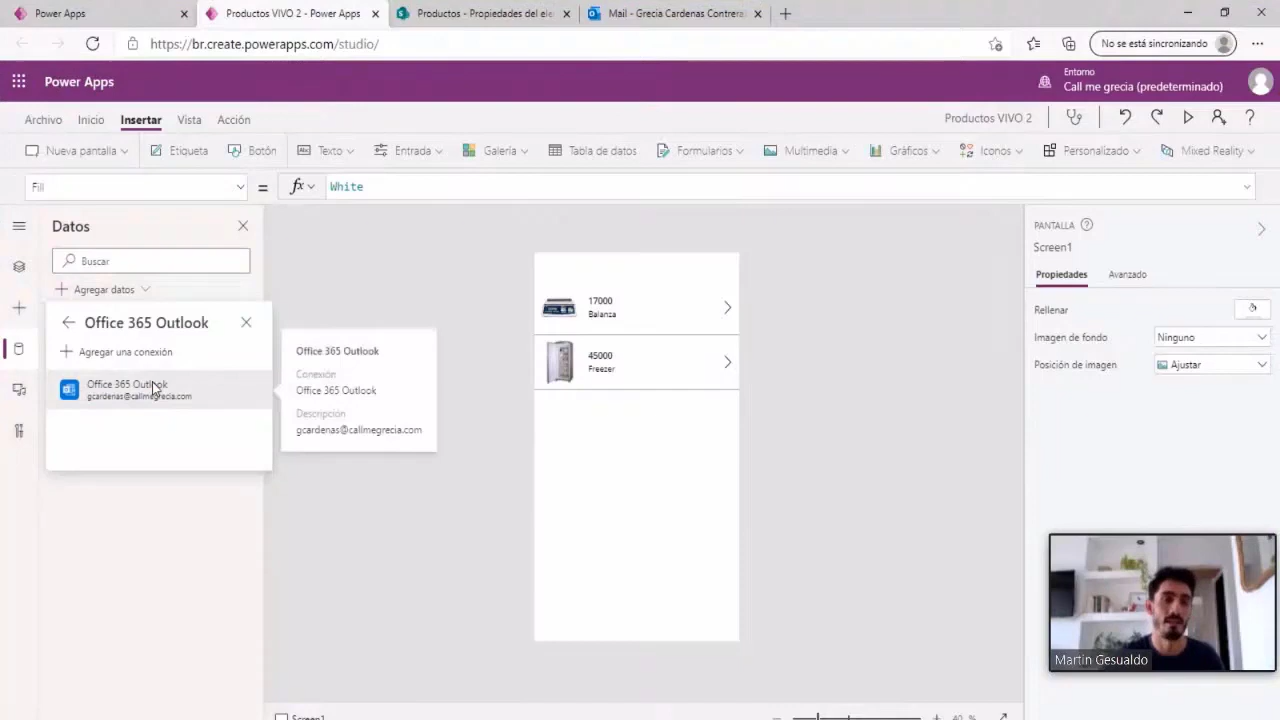 Power Apps
Productos VIVO 2 - Power Apps
Productos - Propiedades del ele
Mail - Grecia Cardenas Contrera
https://br.create.powerapps.com/studio/
No se está sincronizando
Power Apps
Entorno
Call me grecia (predeterminado)
Archivo
Inicio
Insertar
Vista
Acción
Productos VIVO 2
Nueva pantalla
Etiqueta
Botón
Texto
Entrada
Galería
Tabla de datos
Formularios
Multimedia
Gráficos
Iconos
Personalizado
Mixed Reality
Fill
=
fx
White
Datos
Buscar
Agregar datos
Office 365 Outlook
Agregar una conexión
Office 365 Outlook
gcardenas@callmegrecia.com
Office 365 Outlook
Conexión
Office 365 Outlook
Descripción
gcardenas@callmegrecia.com
17000
Balanza
45000
Freezer
PANTALLA
Screen1
Propiedades
Avanzado
Rellenar
Imagen de fondo
Ninguno
Posición de imagen
Ajustar
Martin Gesualdo
Screen1
40 %